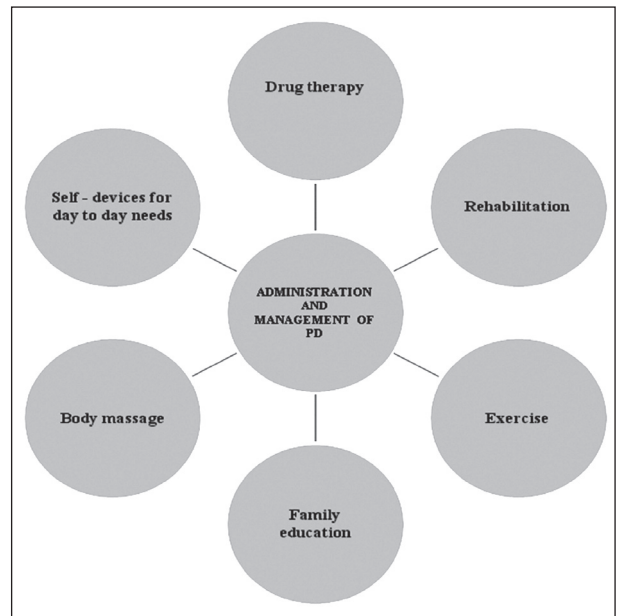 Drug therapy
Self - devices for
day to day needs
Rehabilitation
ADMINISTRATION
AND
MANAGEMENT OF
PD
Body massage
Exercise
Family
education